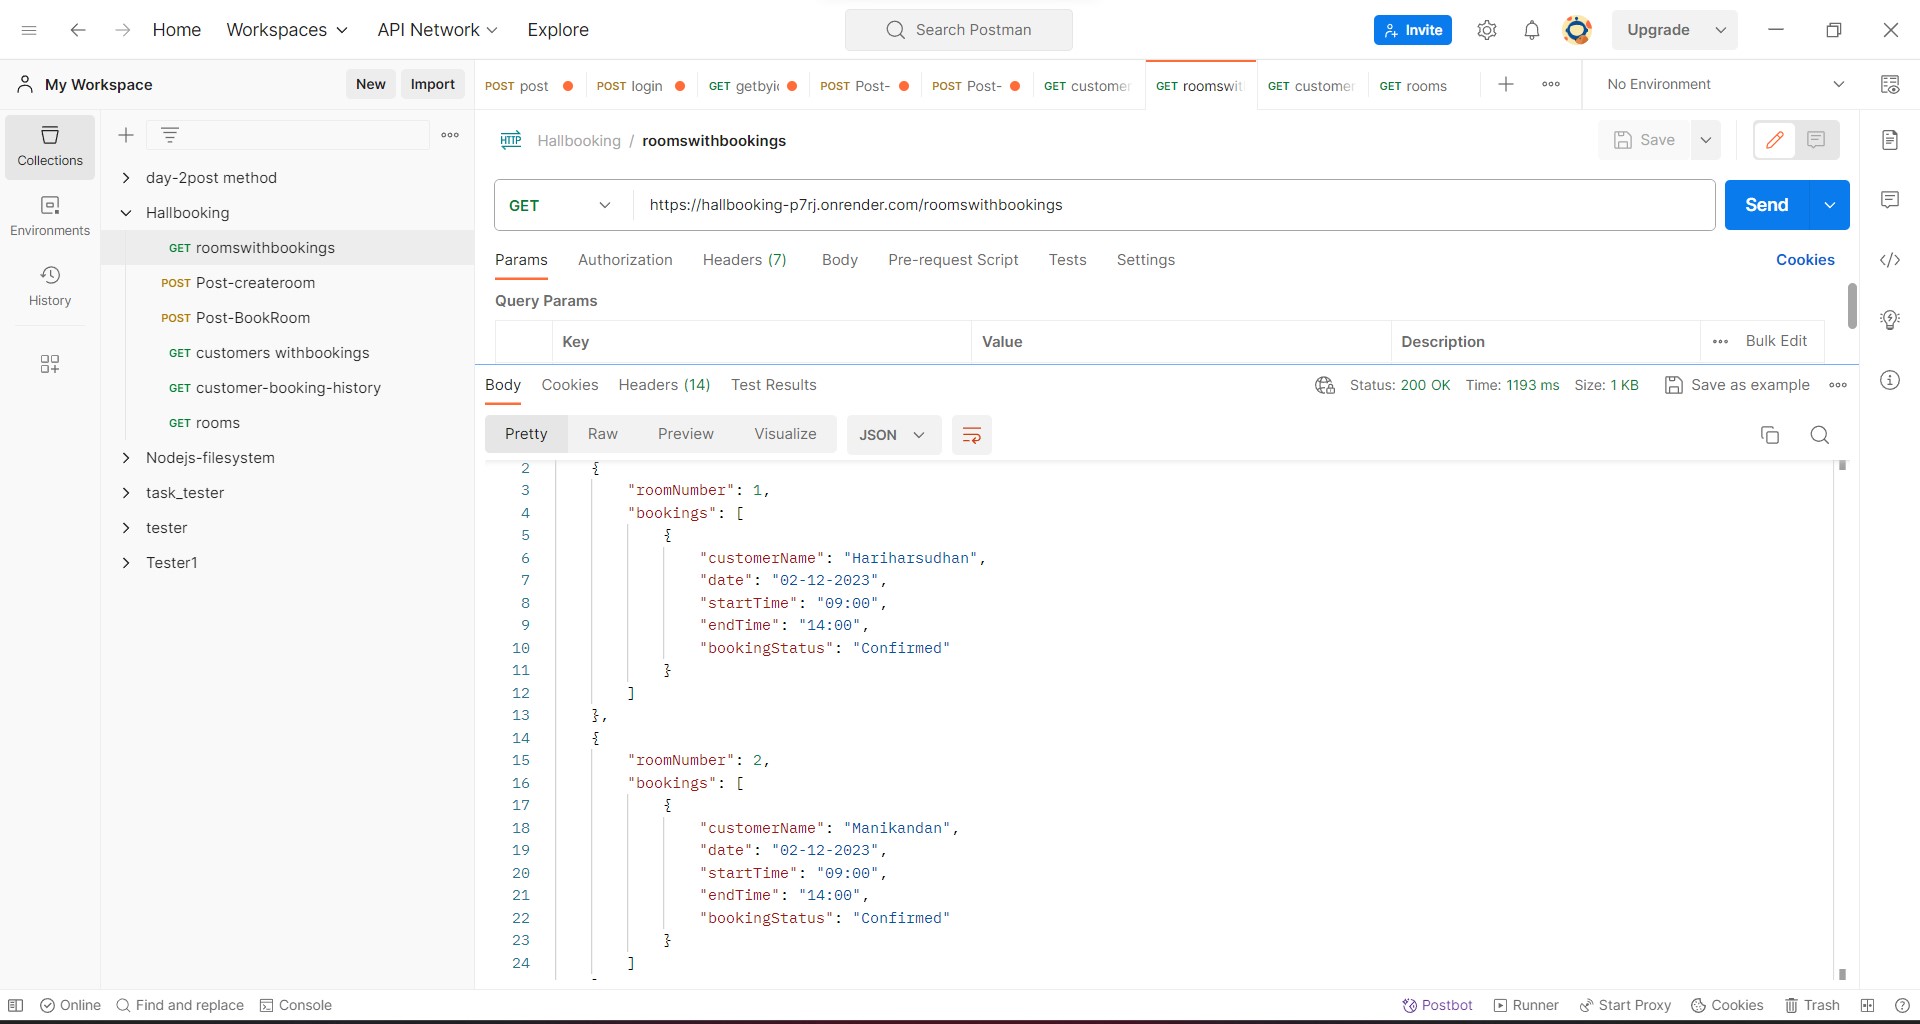 Home Workspaces API Network Explore Search Postman Invite Upgrade
My Workspace New Import POST post POST login GET getbyi POST Post- POST Post- GET customer GET roomswit GET customer GET rooms No Environment
Collections
Environments
History
day-2post method
Hallbooking
GET roomswithbookings
POST Post-createroom
POST Post-BookRoom
GET customers withbookings
GET customer-booking-history
GET rooms
Nodejs-filesystem
task_tester
tester
Tester1
HTTP Hallbooking / roomswithbookings Save
GET https://hallbooking-p7rj.onrender.com/roomswithbookings Send
Params Authorization Headers (7) Body Pre-request Script Tests Settings Cookies
Query Params
Key Value Description Bulk Edit
Body Cookies Headers (14) Test Results Status: 200 OK Time: 1193 ms Size: 1 KB Save as example
Pretty Raw Preview Visualize JSON
2 {
3 "roomNumber": 1,
4 "bookings": [
5 {
6 "customerName": "Hariharsudhan",
7 "date": "02-12-2023",
8 "startTime": "09:00",
9 "endTime": "14:00",
10 "bookingStatus": "Confirmed"
11 }
12 ]
13 },
14 {
15 "roomNumber": 2,
16 "bookings": [
17 {
18 "customerName": "Manikandan",
19 "date": "02-12-2023",
20 "startTime": "09:00",
21 "endTime": "14:00",
22 "bookingStatus": "Confirmed"
23 }
24 ]
Online Find and replace Console Postbot Runner Start Proxy Cookies Trash